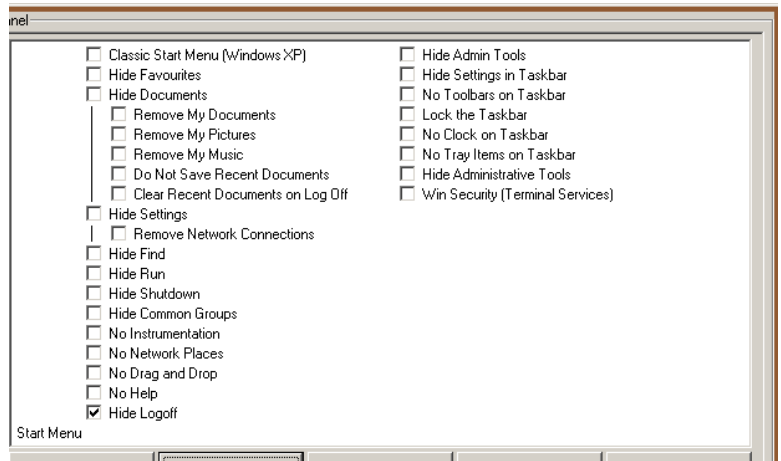 nnel
Classic Start Menu (Windows XP)
Hide Favourites
Hide Documents
Remove My Documents
Remove My Pictures
Remove My Music
Do Not Save Recent Documents
Clear Recent Documents on Log Off
Hide Settings
Remove Network Connections
Hide Find
Hide Run
Hide Shutdown
Hide Common Groups
No Instrumentation
No Network Places
No Drag and Drop
No Help
Hide Logoff
Hide Admin Tools
Hide Settings in Taskbar
No Toolbars on Taskbar
Lock the Taskbar
No Clock on Taskbar
No Tray Items on Taskbar
Hide Administrative Tools
Win Security (Terminal Services)
Start Menu